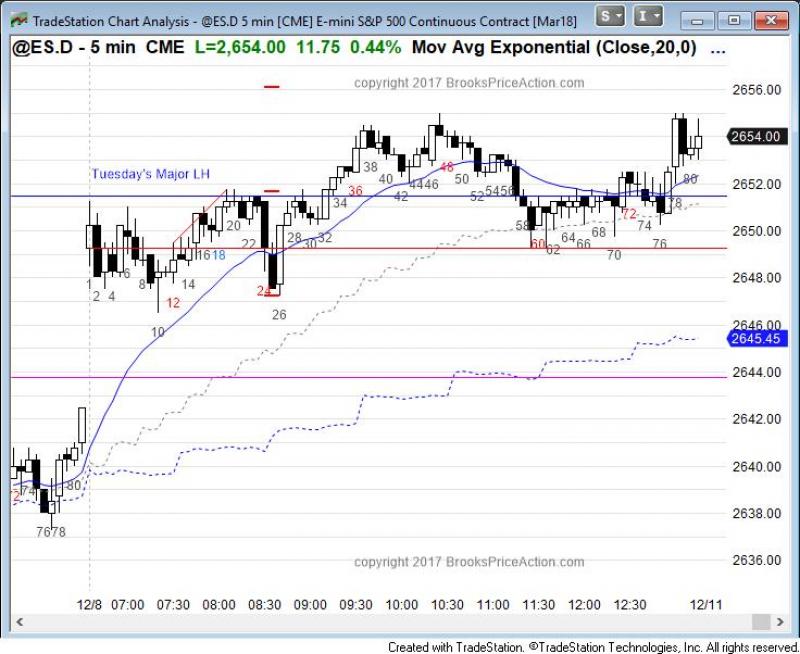 TradeStation Chart Analysis - @ES.D 5 min [CME] E-mini S&P 500 Continuous Contract [Mar18]
S I
@ES.D - 5 min CME L=2,654.00 11.75 0.44% Mov Avg Exponential (Close,20,0) ...
copyright 2017 BrooksPriceAction.com
2656.00
2654.00
Tuesday's Major LH
2652.00
2650.00
2648.00
2646.00
2645.45
2644.00
2642.00
2640.00
2638.00
2636.00
38 48 36 40 42 4446 50 52 5456 80
34 78
20 16 18 22 28 30 32 58 60 62 64 66 68 70 72 74 76
1 2 4 6 8 10 12 14 24 26
74 80
7678
copyright 2017 BrooksPriceAction.com
12/8 07:00 07:30 08:00 08:30 09:00 09:30 10:00 10:30 11:00 11:30 12:00 12:30 12/11
Created with TradeStation. ©TradeStation Technologies, Inc. All rights reserved.